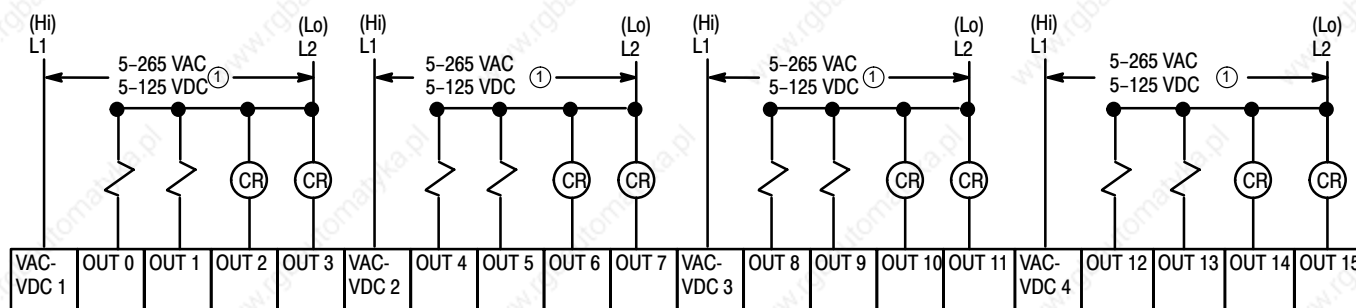 (Hi) (Lo) (Hi) (Lo) (Hi) (Lo) (Hi) (Lo)
L1 L2 L1 L2 L1 L2 L1 L2
5–265 VAC 5–265 VAC 5–265 VAC 5–265 VAC
5–125 VDC ① 5–125 VDC ① 5–125 VDC ① 5–125 VDC ①
CR CR CR CR CR CR CR CR
VAC- OUT 0 OUT 1 OUT 2 OUT 3 VAC- OUT 4 OUT 5 OUT 6 OUT 7 VAC- OUT 8 OUT 9 OUT 10 OUT 11 VAC- OUT 12 OUT 13 OUT 14 OUT 15
VDC 1 VDC 2 VDC 3 VDC 4